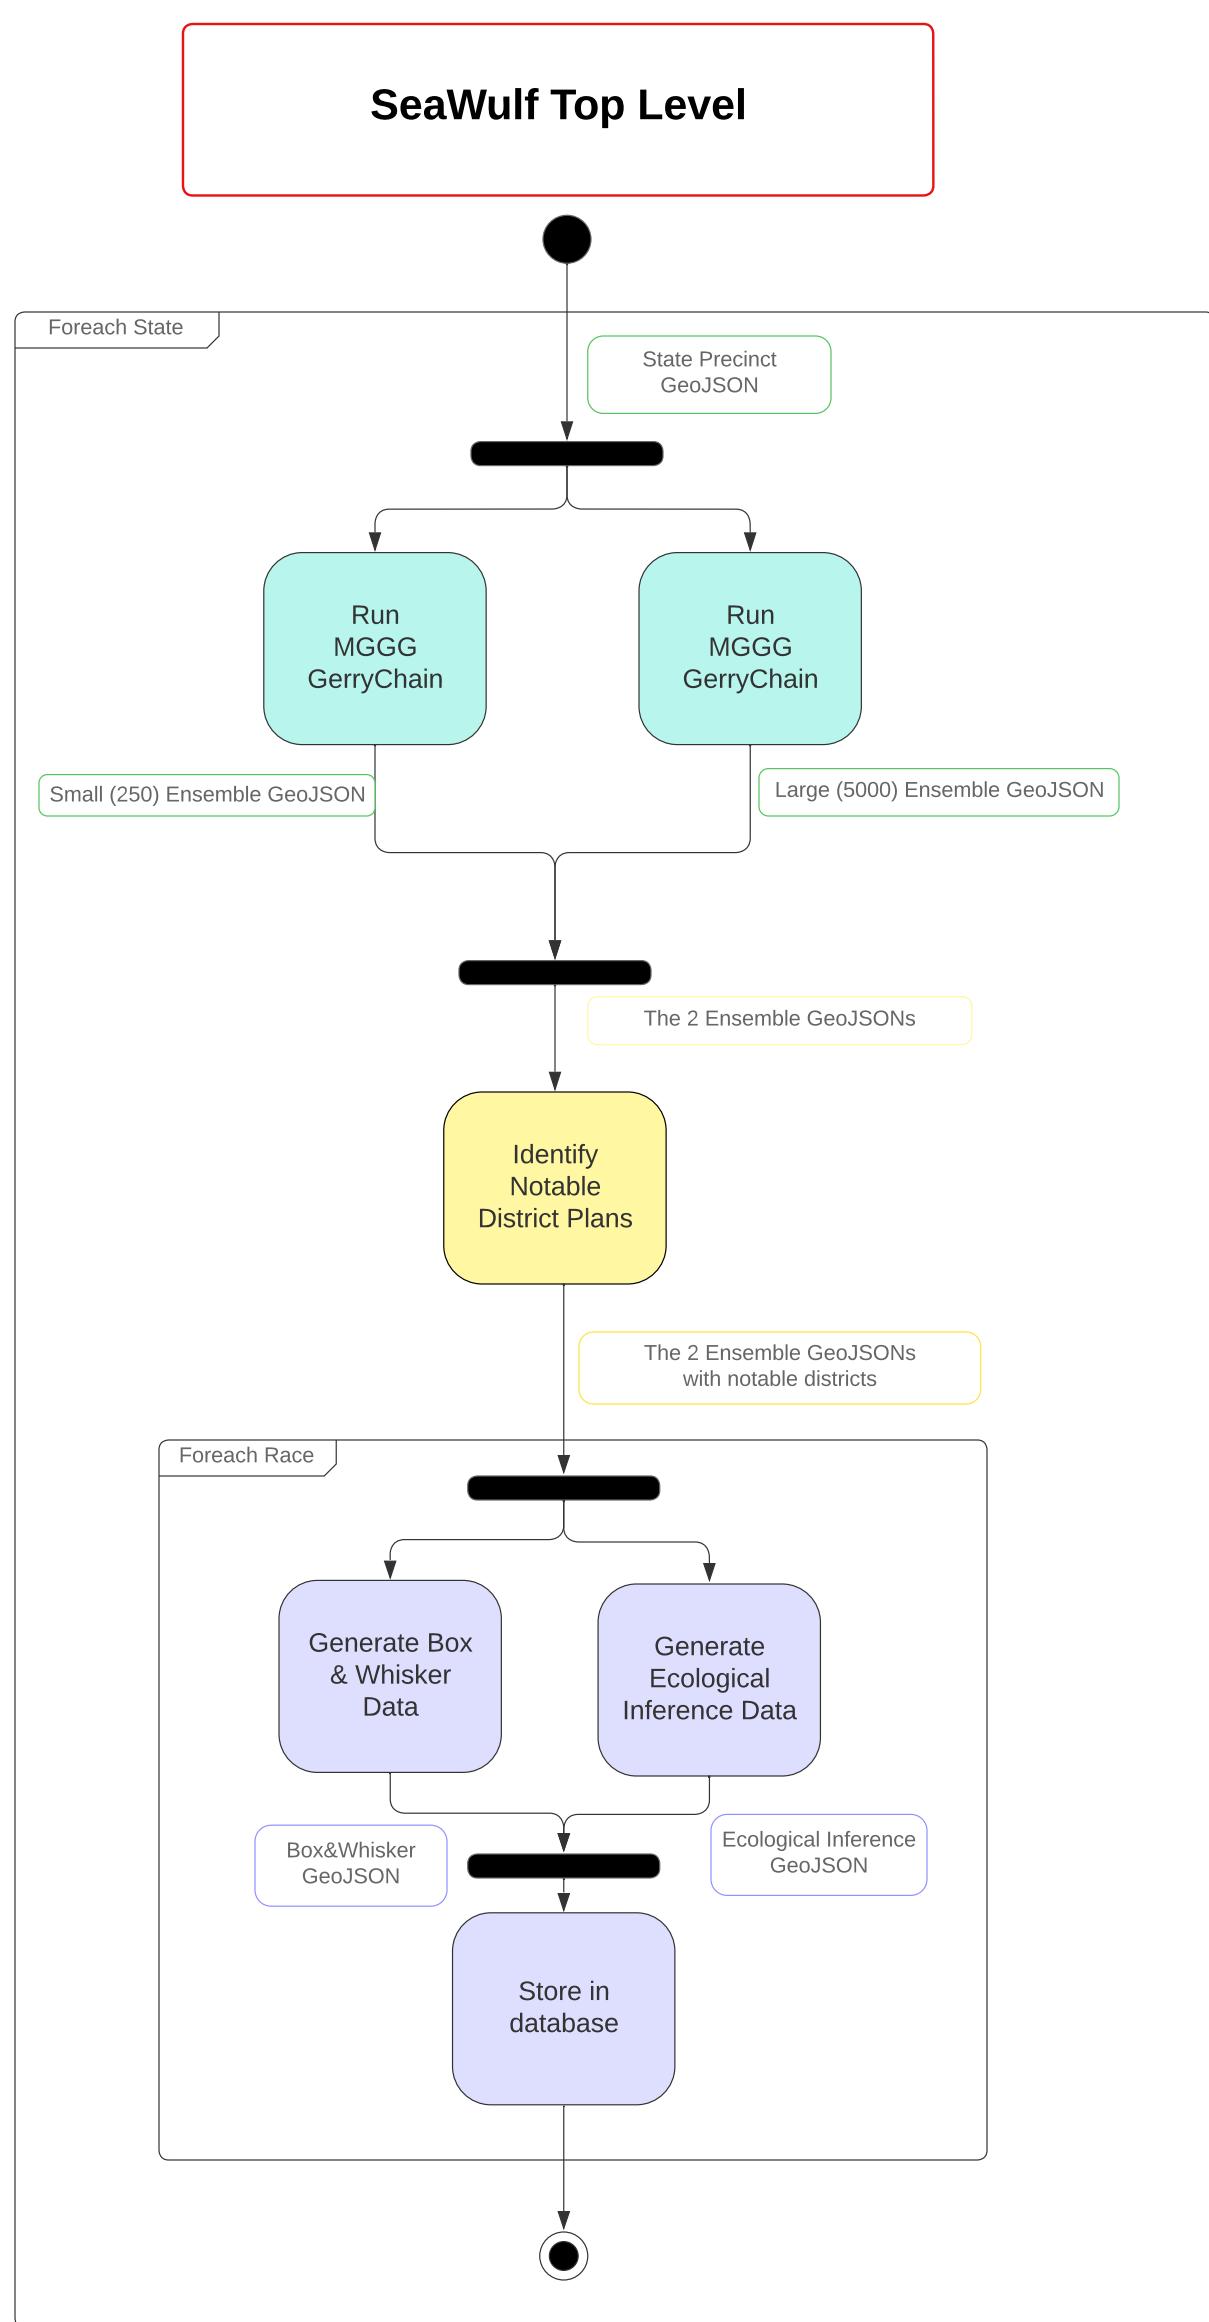 SeaWulf Top Level
Foreach State
State Precinct
GeoJSON
Run
MGGG
GerryChain
Run
MGGG
GerryChain
Small (250) Ensemble GeoJSON
Large (5000) Ensemble GeoJSON
The 2 Ensemble GeoJSONs
Identify
Notable
District Plans
The 2 Ensemble GeoJSONs
with notable districts
Foreach Race
Generate Box
& Whisker
Data
Generate
Ecological
Inference Data
Box&Whisker
GeoJSON
Ecological Inference
GeoJSON
Store in
database